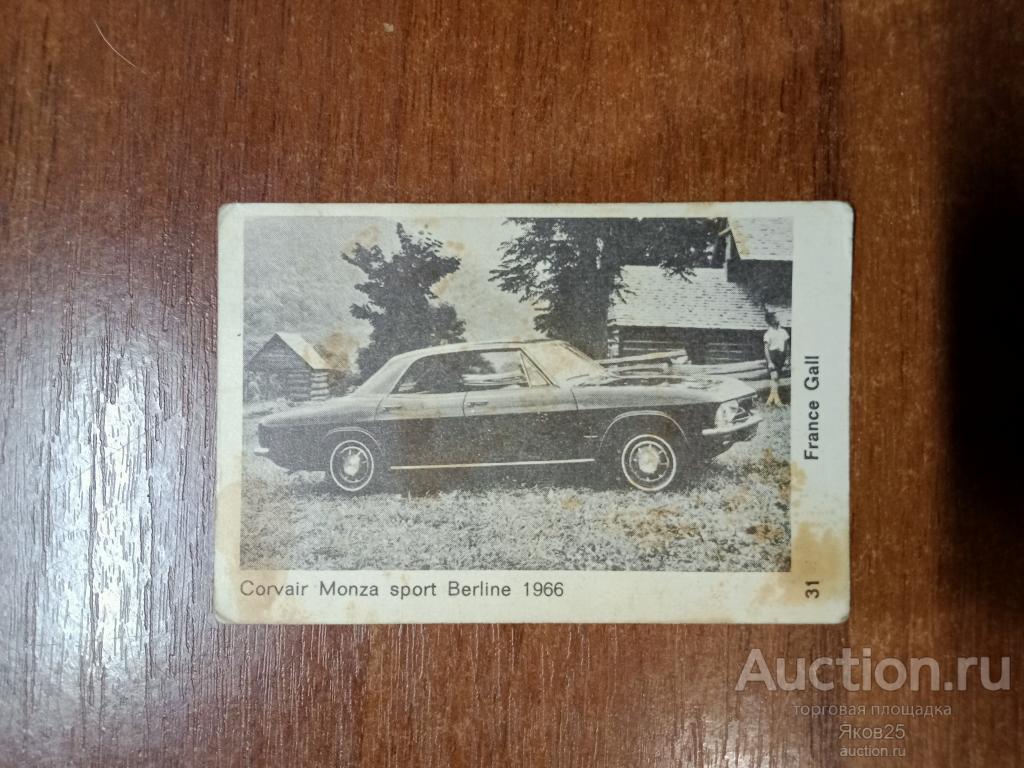 Corvair Monza sport Berline 1966
31 France Gall
Auction.ru
торговая площадка
Яков25
auction.ru